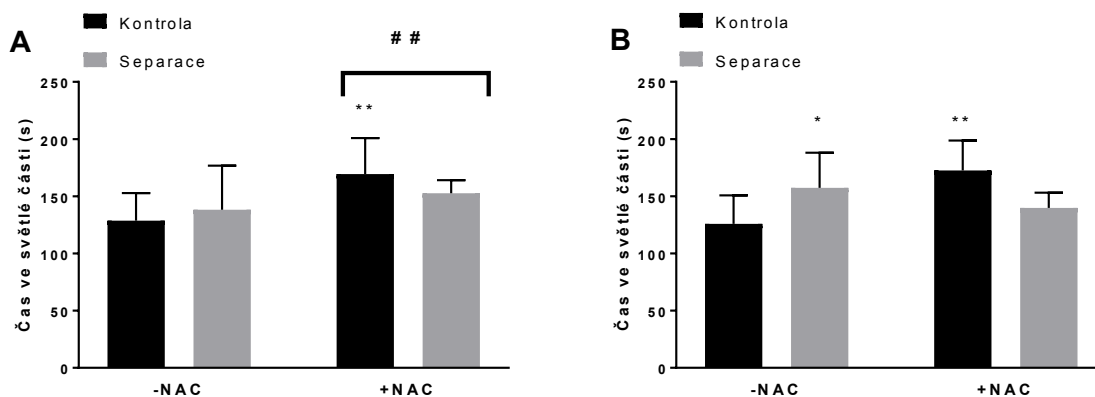 A
Kontrola
Separace
# #
Čas ve světlé části (s)
250
200
150
100
50
0
**
-NAC
+NAC
B
Kontrola
Separace
Čas ve světlé části (s)
250
200
150
100
50
0
*
**
-NAC
+NAC